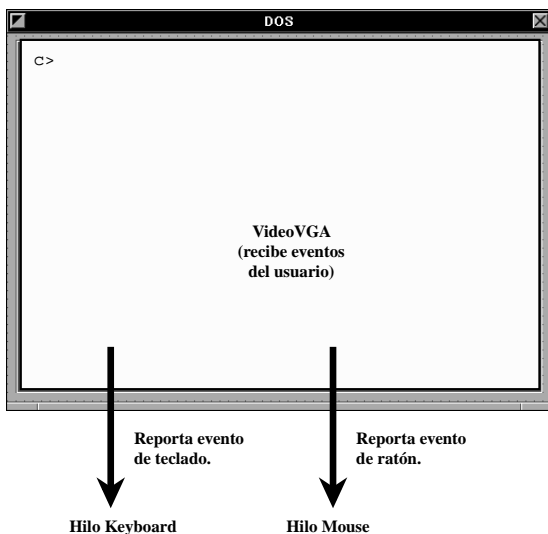 DOS
C>
VideoVGA
(recibe eventos
del usuario)
Reporta evento
de teclado.
Reporta evento
de ratón.
Hilo Keyboard
Hilo Mouse